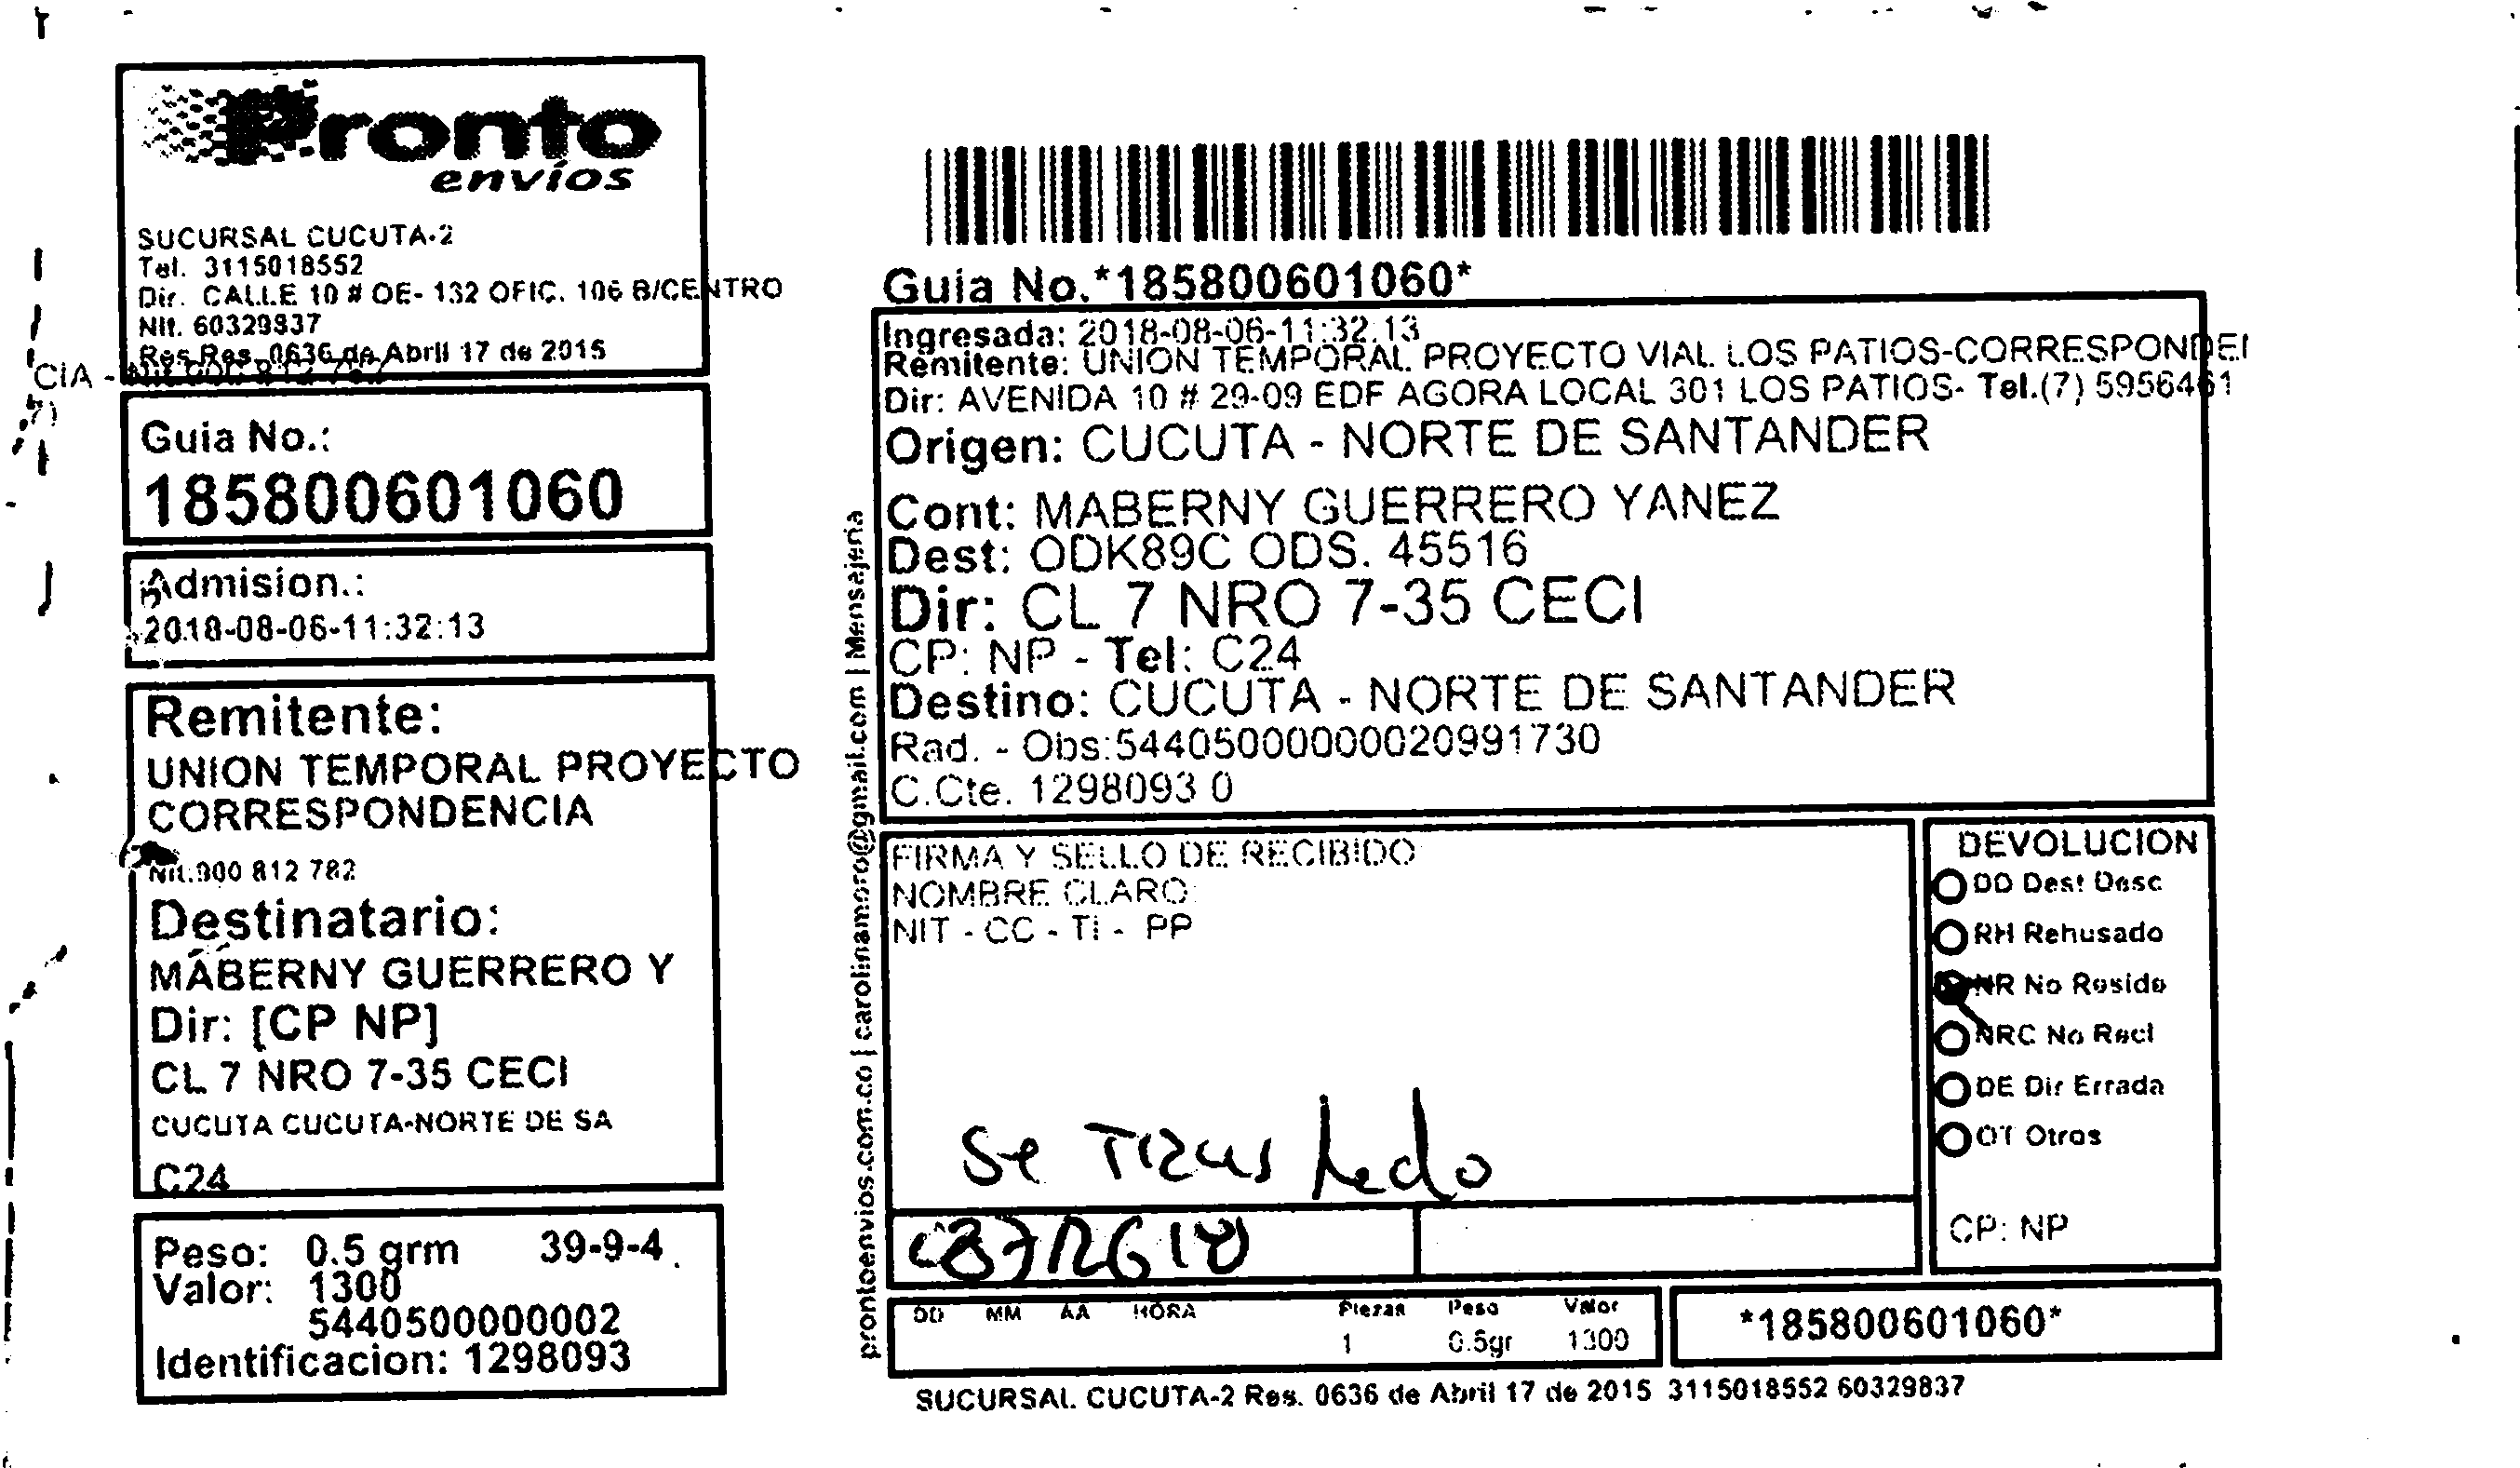 Pronto
envíos
SUCURSAL CUCUTA-2
Tel. 3115018552
Dir. CALLE 10 # OE- 132 OFIC. 106 B/CENTRO
Nit. 60329837
Res Res. 0636 de Abril 17 de 2015
CIA -
Guia No.:
185800601060
Admision.:
2018-08-06-11:32:13
Remitente:
UNION TEMPORAL PROYECTO
CORRESPONDENCIA
Nit.900 812 782
Destinatario:
MABERNY GUERRERO Y
Dir: [CP NP]
CL 7 NRO 7-35 CECI
CUCUTA CUCUTA-NORTE DE SA
C24
Peso: 0.5 grm 39-9-4
Valor: 1300
5440500000002
Identificacion: 1298093
prontoenvios.com.co | carolinamoro@gmail.com | Mensajeria
Guia No.*185800601060*
Ingresada: 2018-08-06-11:32:13
Remitente: UNION TEMPORAL PROYECTO VIAL LOS PATIOS-CORRESPONDEI
Dir: AVENIDA 10 # 29-09 EDF AGORA LOCAL 301 LOS PATIOS- Tel.(7) 5956461
Origen: CUCUTA - NORTE DE SANTANDER
Cont: MABERNY GUERRERO YANEZ
Dest: ODK89C ODS. 45516
Dir: CL 7 NRO 7-35 CECI
CP: NP - Tel: C24
Destino: CUCUTA - NORTE DE SANTANDER
Rad. - Obs:544050000000020991730
C.Cte. 1298093 0
FIRMA Y SELLO DE RECIBIDO
NOMBRE CLARO:
NIT - CC - TI - PP
Se Traslado
DEVOLUCION
DD Dest Desc
RH Rehusado
NR No Reside
NRC No Recl
DE Dir Errada
OT Otros
CP: NP
DD MM AA HORA Piezas Peso Valor
1 0.5gr 1300
*185800601060*
SUCURSAL CUCUTA-2 Res. 0636 de Abril 17 de 2015 3115018552 60329837